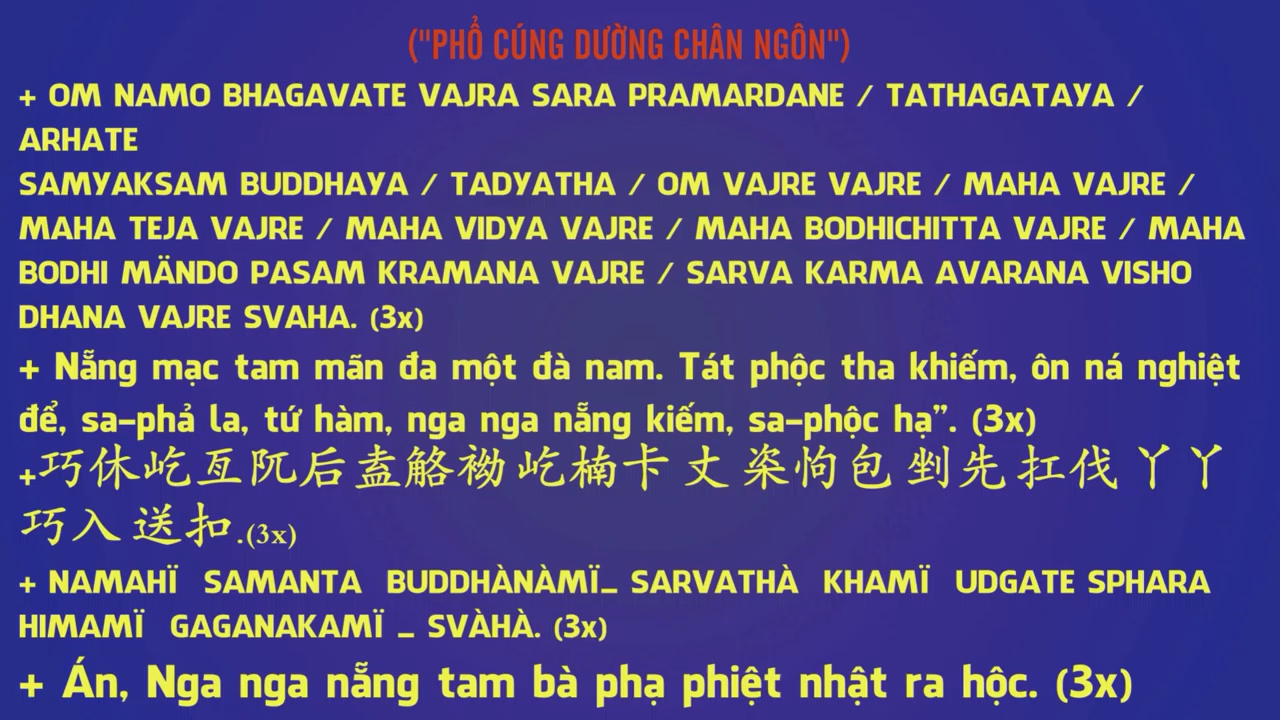 ("PHỔ CÚNG DƯỜNG CHÂN NGÔN")
+ OM NAMO BHAGAVATE VAJRA SARA PRAMARDANE / TATHAGATAYA /
ARHATE
SAMYAKSAM BUDDHAYA / TADYATHA / OM VAJRE VAJRE / MAHA VAJRE /
MAHA TEJA VAJRE / MAHA VIDYA VAJRE / MAHA BODHICHITTA VAJRE / MAHA
BODHI MÄNDO PASAM KRAMANA VAJRE / SARVA KARMA AVARANA VISHO
DHANA VAJRE SVAHA. (3x)
+ Nẵng mạc tam mãn đa một đà nam. Tát phộc tha khiếm, ôn ná nghiệt
để, sa-phả la, tứ hàm, nga nga nẵng kiếm, sa-phộc hạ”. (3x)
+巧休屹亙阢后盍觡袎屹楠卡丈栥怐包剉先扛伐丫丫
巧入送扣.(3x)
+ NAMAHÏ SAMANTA BUDDHÀNÀMÏ_ SARVATHÀ KHAMÏ UDGATE SPHARA
HIMAMÏ GAGANAKAMÏ _ SVÀHÀ. (3x)
+ Án, Nga nga nẵng tam bà phạ phiệt nhật ra hộc. (3x)